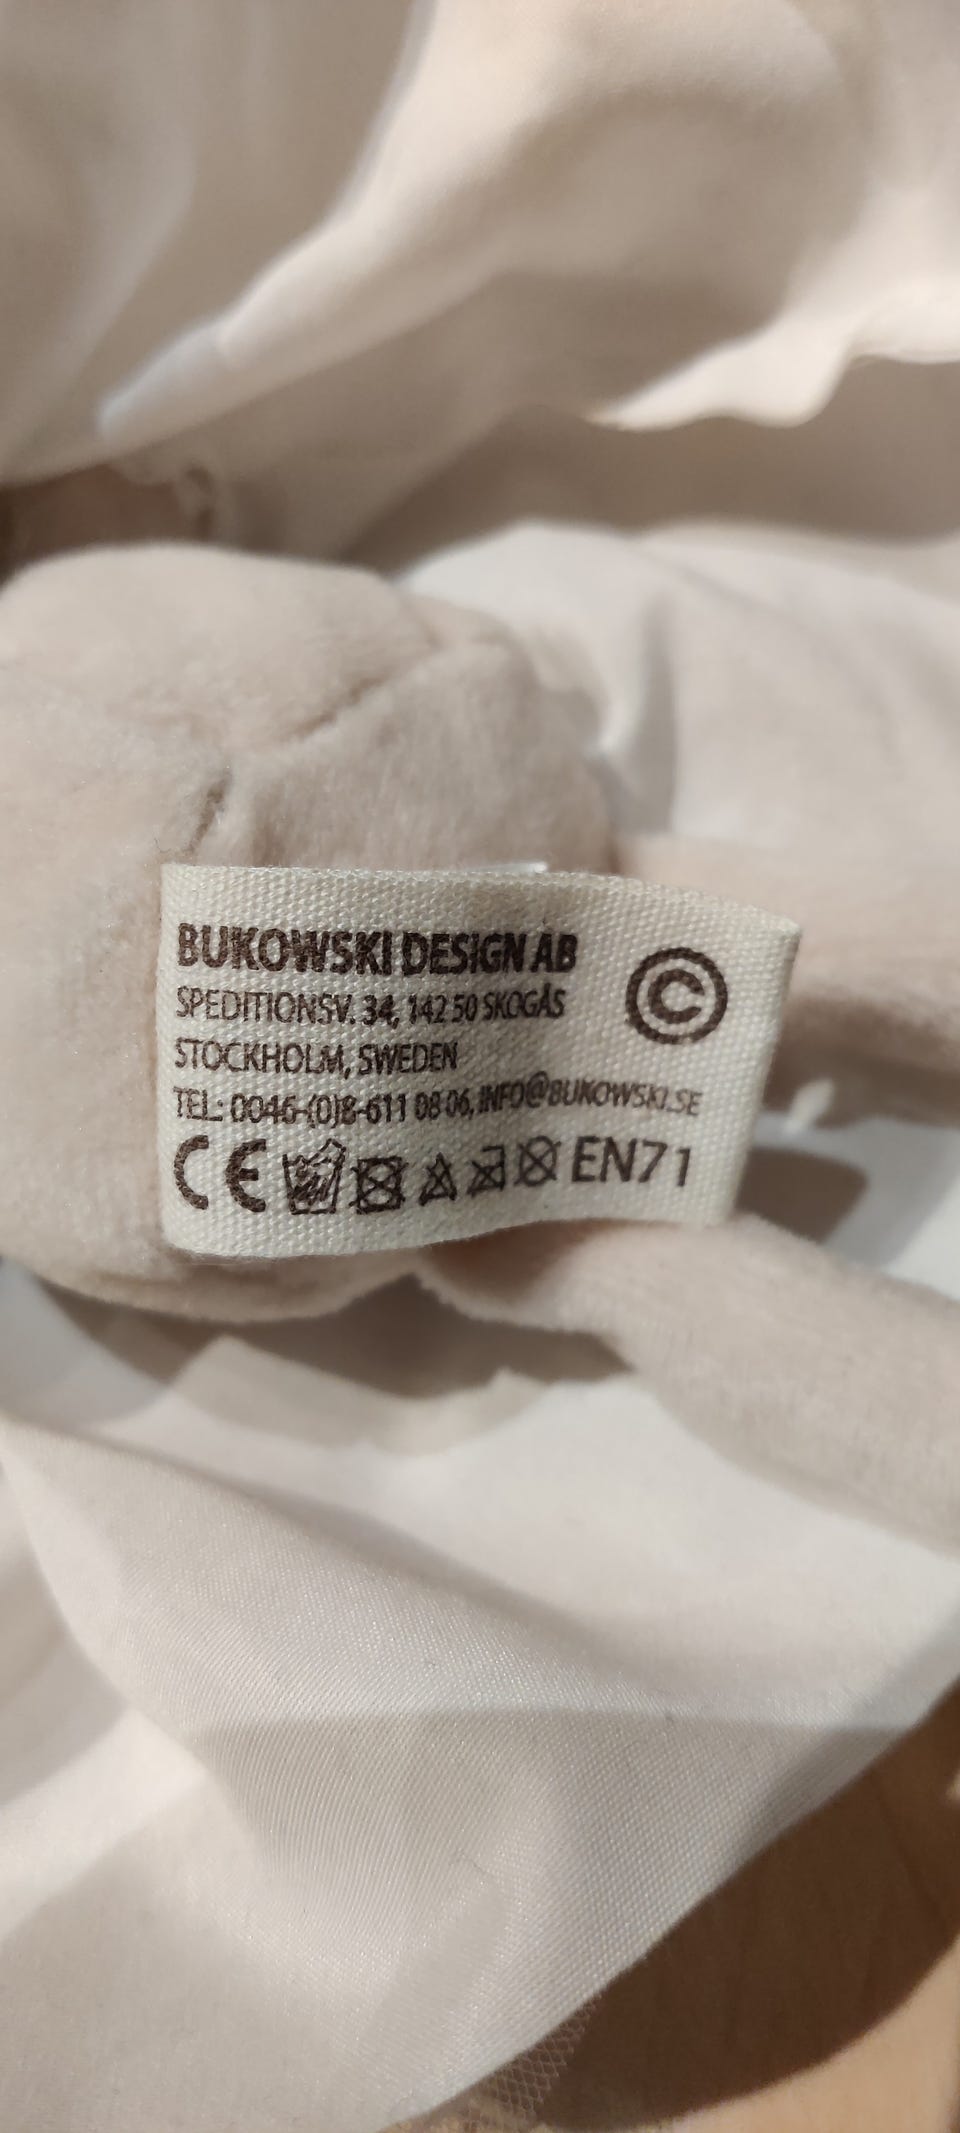 BUKOWSKI DESIGN AB ©
SPEDITIONSV. 34, 142 50 SKOGÅS
STOCKHOLM, SWEDEN
TEL: 0046-(0)8-611 08 06, INFO@BUKOWSKI.SE
CE EN71